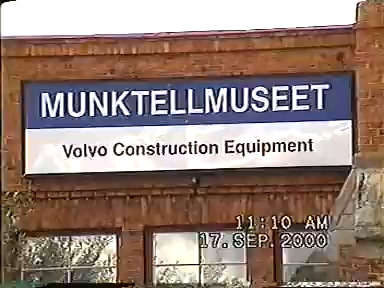 MUNKTELLMUSEET
Volvo Construction Equipment
11:10 AM
17. SEP. 2000